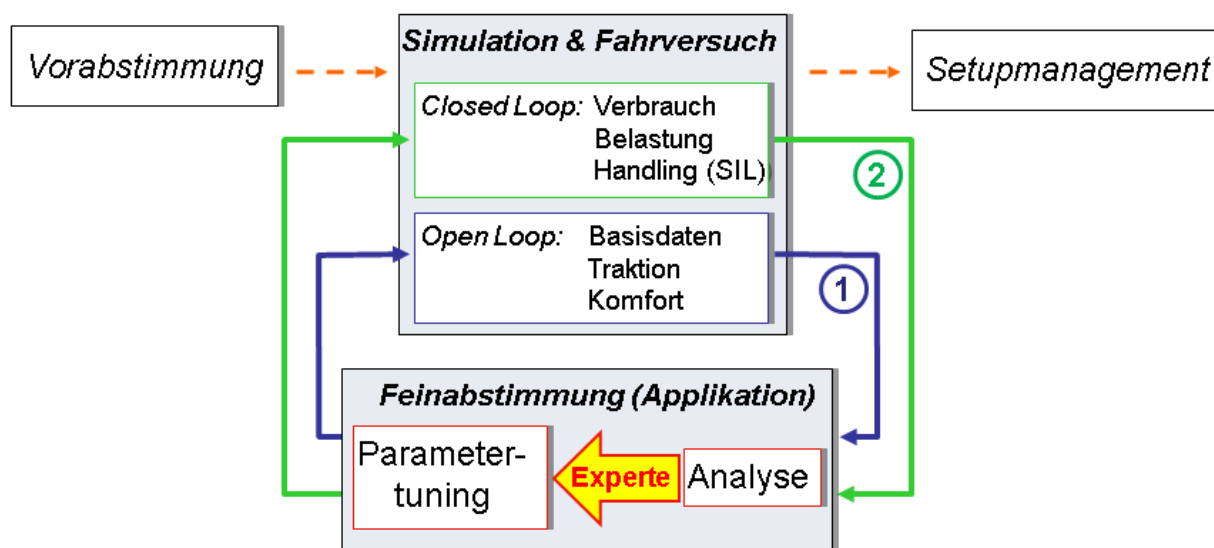 Vorabstimmung
Simulation & Fahrversuch
Setupmanagement
Closed Loop: Verbrauch
Belastung
Handling (SIL)
2
Open Loop: Basisdaten
Traktion
Komfort
1
Feinabstimmung (Applikation)
Parameter-
tuning
Experte
Analyse